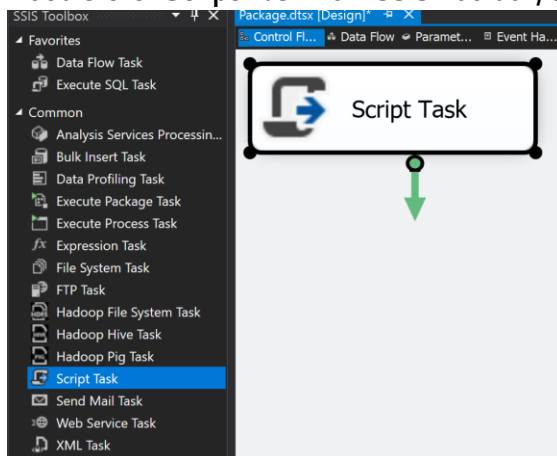 SSIS Toolbox
Package.dtsx [Design]*
Control Fl...
Data Flow
Paramet...
Event Ha...
Favorites
Data Flow Task
Execute SQL Task
Common
Analysis Services Processin...
Bulk Insert Task
Data Profiling Task
Execute Package Task
Execute Process Task
Expression Task
File System Task
FTP Task
Hadoop File System Task
Hadoop Hive Task
Hadoop Pig Task
Script Task
Send Mail Task
Web Service Task
XML Task
Script Task